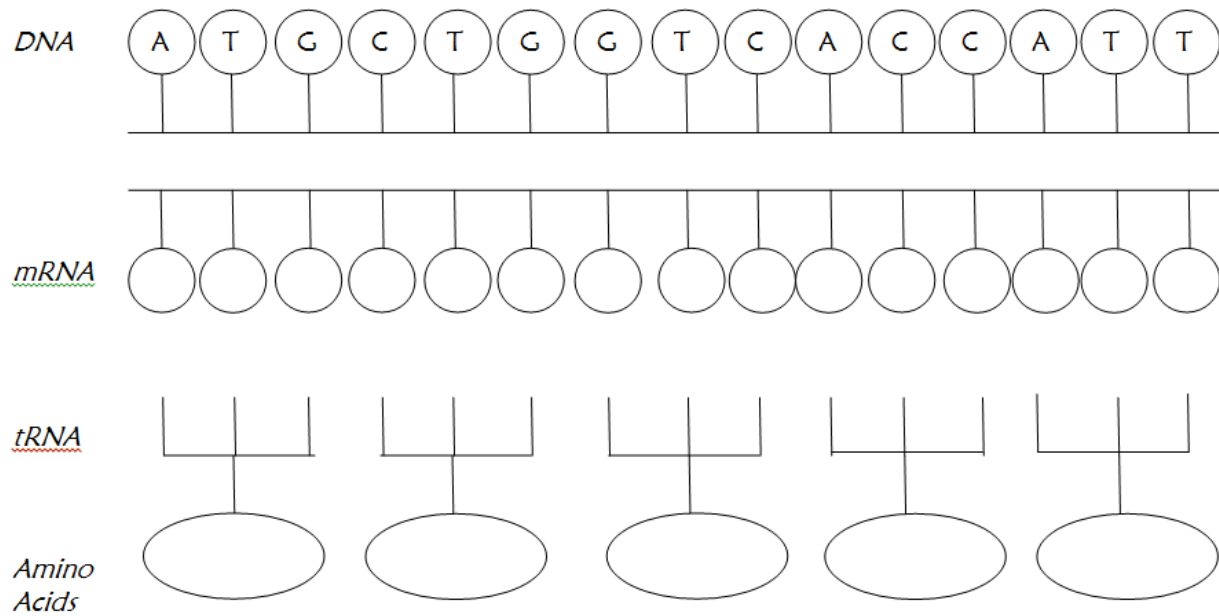 DNA A T G C T G G T C A C C A T T
mRNA
tRNA
Amino
Acids